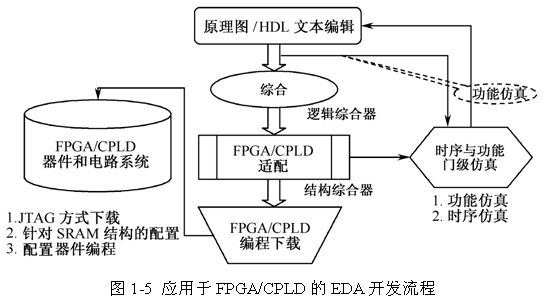 原理图/HDL 文本编辑
综合
功能仿真
逻辑综合器
FPGA/CPLD
器件和电路系统
FPGA/CPLD
适配
时序与功能
门级仿真
结构综合器
1. 功能仿真
2. 时序仿真
1.JTAG 方式下载
2. 针对 SRAM 结构的配置
3. 配置器件编程
FPGA/CPLD
编程下载
图 1-5 应用于 FPGA/CPLD 的 EDA 开发流程